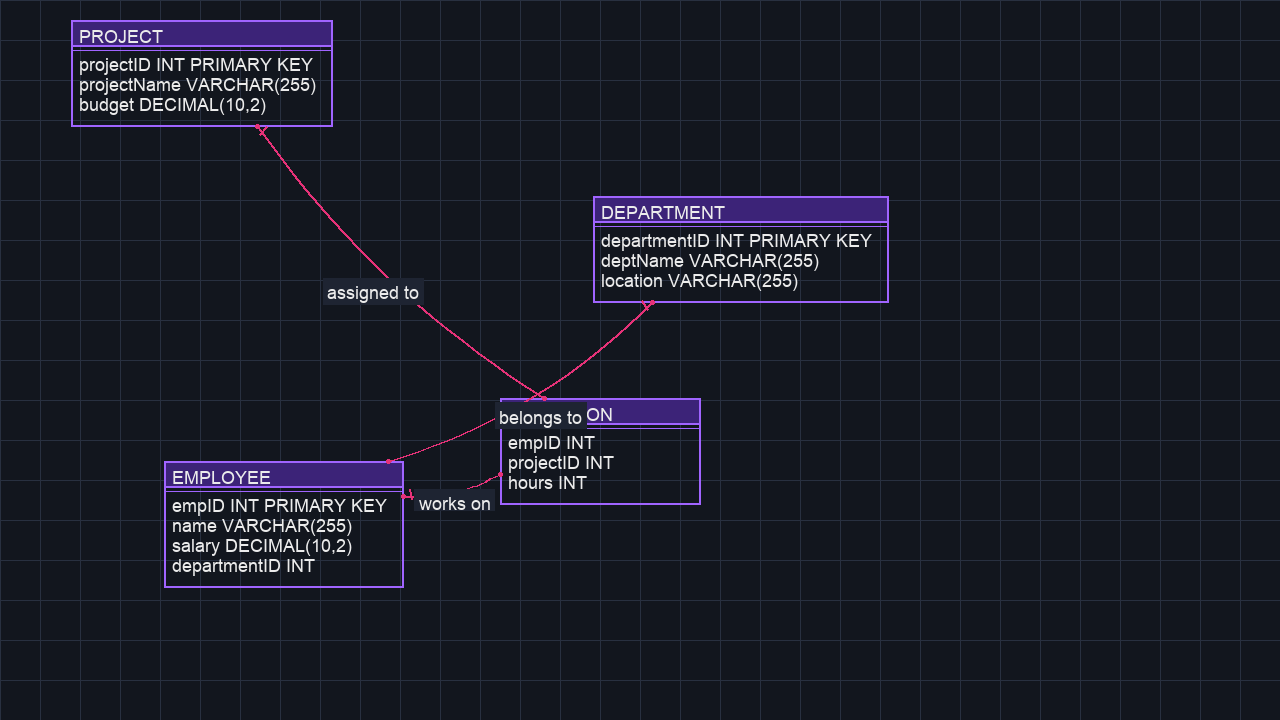 PROJECT
projectID INT PRIMARY KEY
projectName VARCHAR(255)
budget DECIMAL(10,2)
DEPARTMENT
departmentID INT PRIMARY KEY
deptName VARCHAR(255)
location VARCHAR(255)
assigned to
belongs to
ON
empID INT
projectID INT
hours INT
EMPLOYEE
empID INT PRIMARY KEY
name VARCHAR(255)
salary DECIMAL(10,2)
departmentID INT
works on